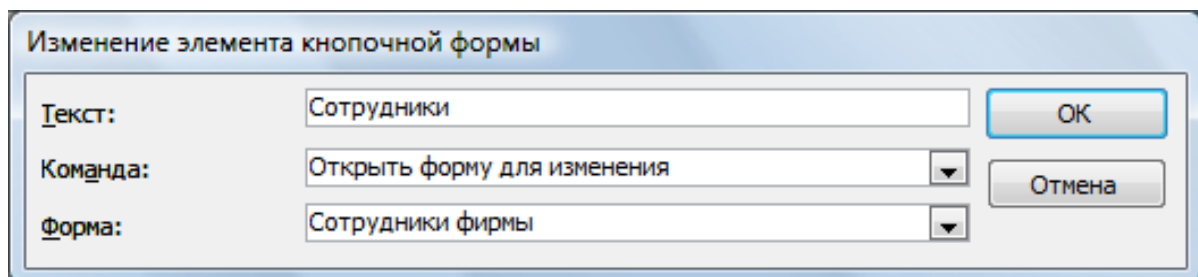 Изменение элемента кнопочной формы
Текст: Сотрудники OK
Команда: Открыть форму для изменения
Отмена
Форма: Сотрудники фирмы